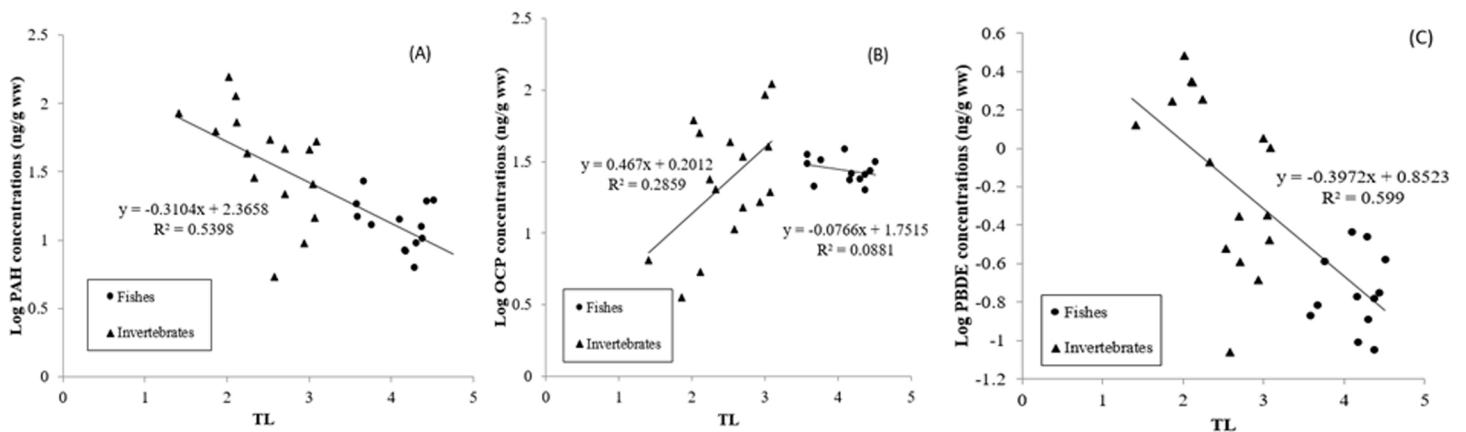 (A)
Log PAH concentrations (ng/g ww)
2.5
2
1.5
1
0.5
0
y = -0.3104x + 2.3658
R² = 0.5398
Fishes
Invertebrates
0 1 2 3 4 5
TL
(B)
Log OCP concentrations (ng/g ww)
2.5
2
1.5
1
0.5
0
y = 0.467x + 0.2012
R² = 0.2859
y = -0.0766x + 1.7515
R² = 0.0881
Fishes
Invertebrates
0 1 2 3 4 5
TL
(C)
Log PBDE concentrations (ng/g ww)
0.6
0.4
0.2
0
-0.2
-0.4
-0.6
-0.8
-1
-1.2
y = -0.3972x + 0.8523
R² = 0.599
Fishes
Invertebrates
0 1 2 3 4 5
TL